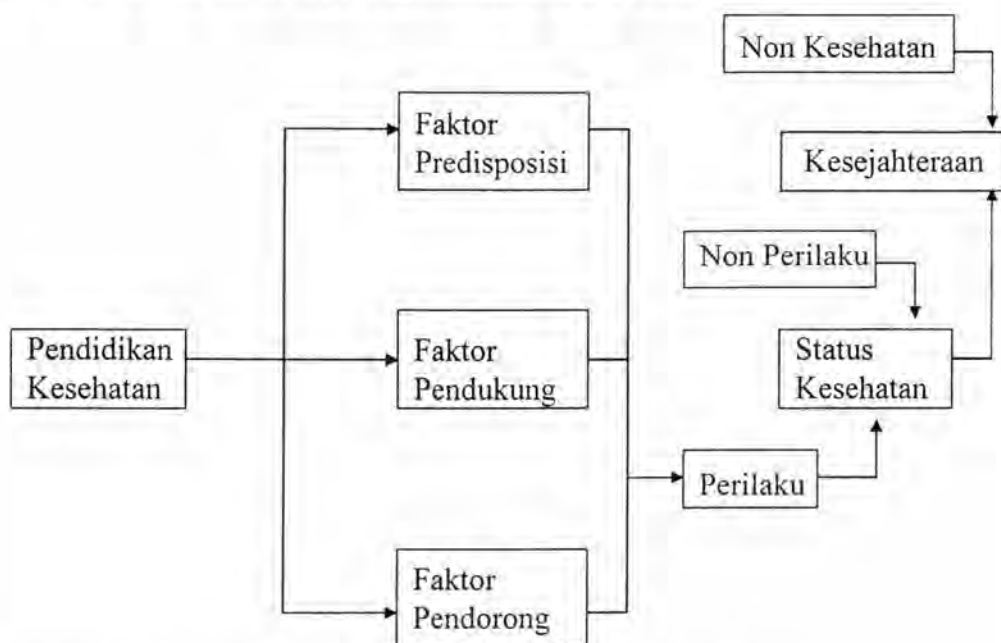 Non Kesehatan
Faktor
Predisposisi
Kesejahteraan
Non Perilaku
Pendidikan
Kesehatan
Faktor
Pendukung
Status
Kesehatan
Perilaku
Faktor
Pendorong